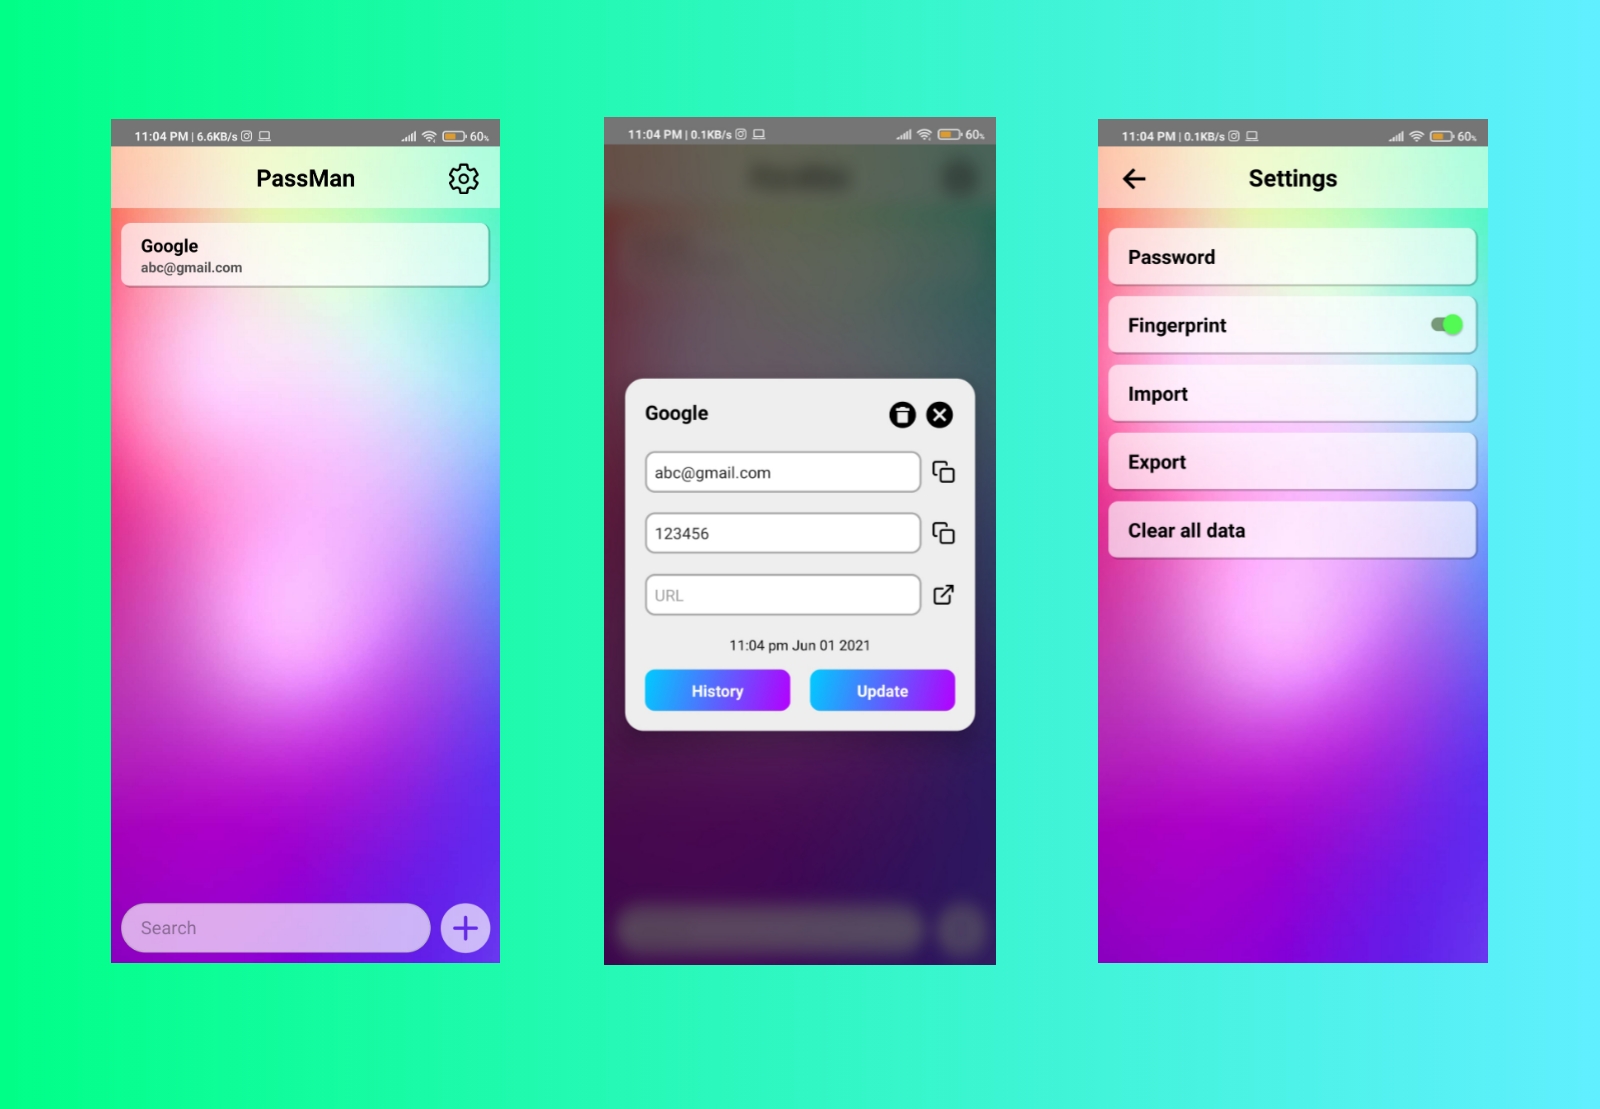 11:04 PM | 6.6KB/s
60%
PassMan
Google
abc@gmail.com
Search
11:04 PM | 0.1KB/s
60%
Google
abc@gmail.com
123456
URL
11:04 pm Jun 01 2021
History
Update
11:04 PM | 0.1KB/s
60%
Settings
Password
Fingerprint
Import
Export
Clear all data